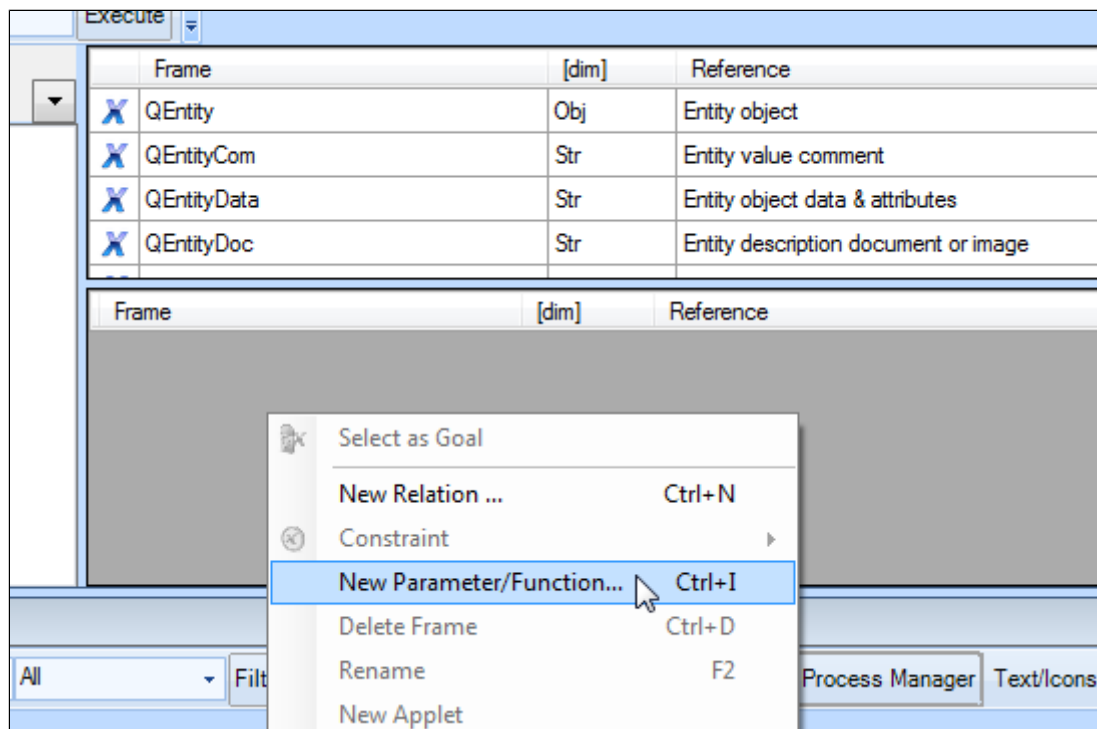 Execute
Frame [dim] Reference
QEntity Obj Entity object
QEntityCom Str Entity value comment
QEntityData Str Entity object data & attributes
QEntityDoc Str Entity description document or image
Frame [dim] Reference
Select as Goal
New Relation ... Ctrl+N
Constraint
New Parameter/Function... Ctrl+I
Delete Frame Ctrl+D
Rename F2
All Filt Process Manager Text/Icons
New Applet